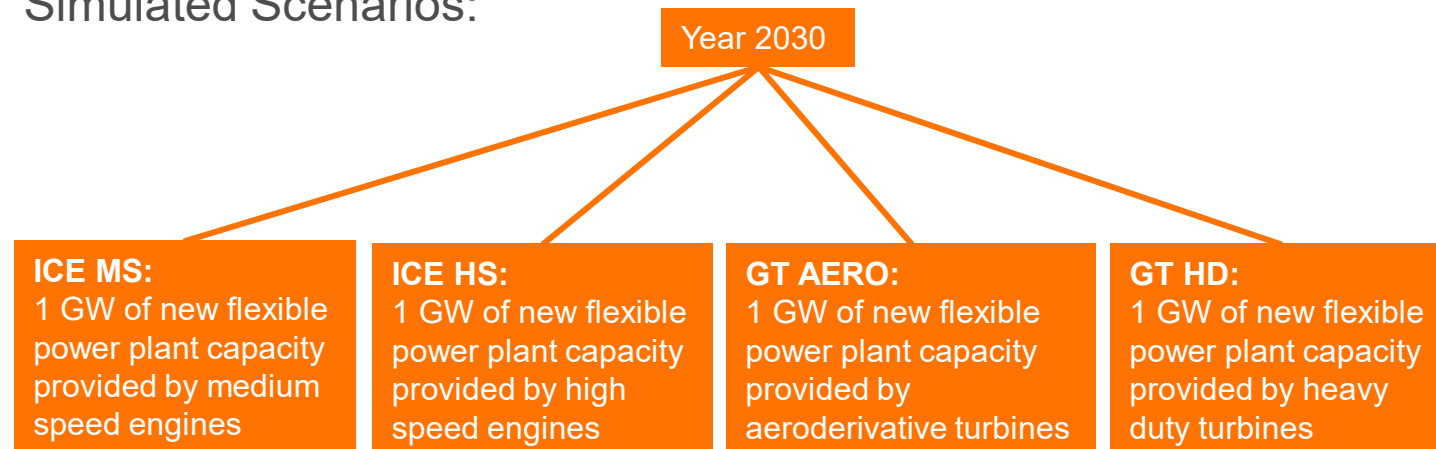 Simulated Scenarios:
Year 2030
ICE MS:
1 GW of new flexible
power plant capacity
provided by medium
speed engines
ICE HS:
1 GW of new flexible
power plant capacity
provided by high
speed engines
GT AERO:
1 GW of new flexible
power plant capacity
provided by
aeroderivative turbines
GT HD:
1 GW of new flexible
power plant capacity
provided by heavy
duty turbines